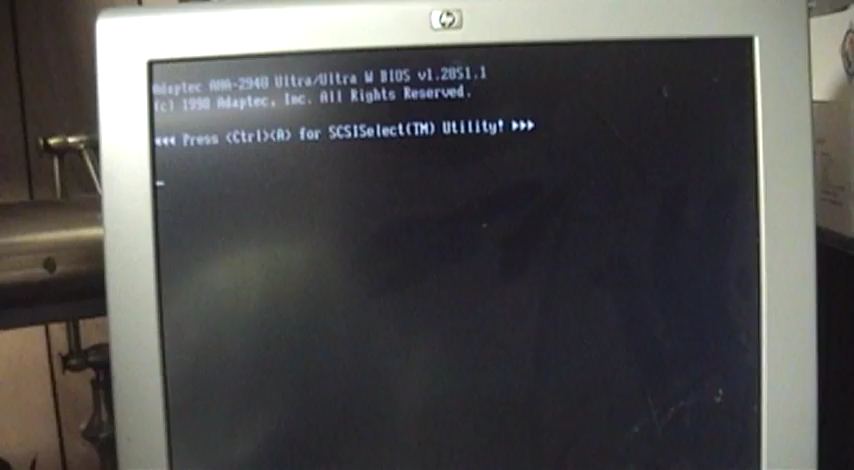 hp
Adaptec AHA-2940 Ultra/Ultra W BIOS v1.2851.1
(c) 1998 Adaptec, Inc. All Rights Reserved.
◄◄◄ Press <Ctrl><A> for SCSISelect(TM) Utility! ►►►